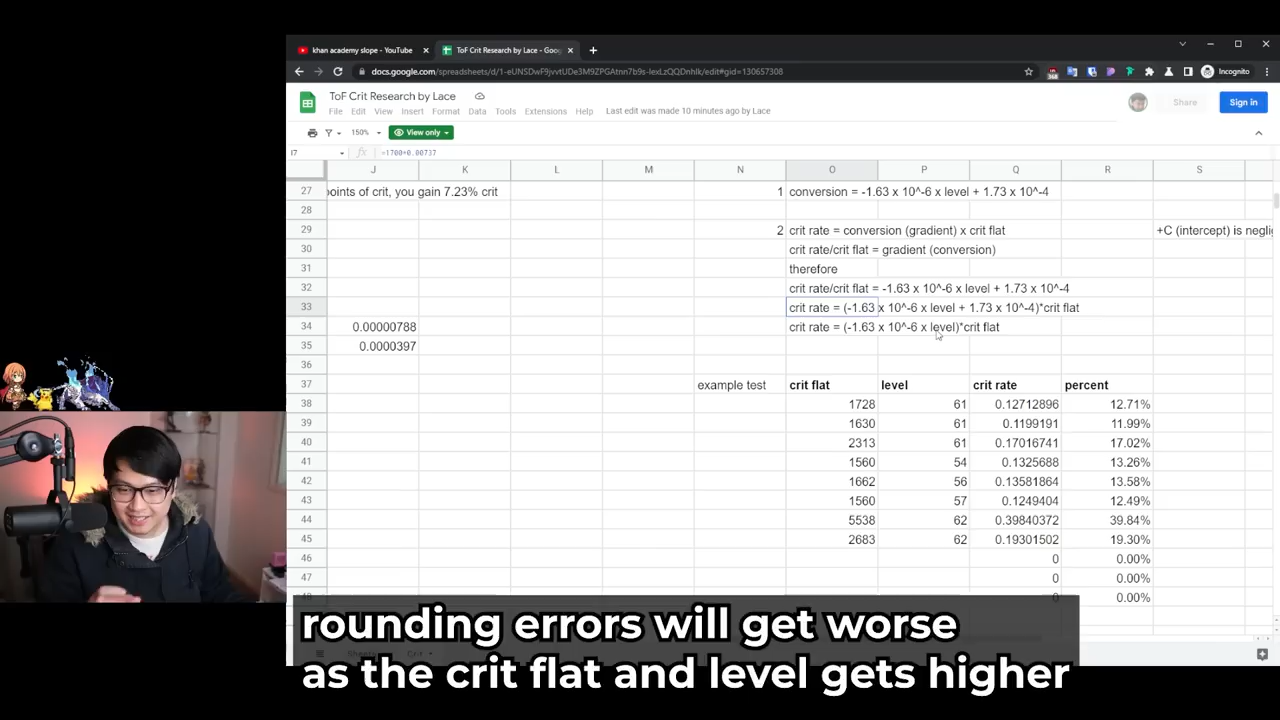 khan academy slope - YouTube
ToF Crit Research by Lace - Goog
docs.google.com/spreadsheets/d/1-eUNSDwF9jvvtUDe3M9ZPGAtnn7b9s-lexLzQQDnhlk/edit#gid=130657308
Incognito
ToF Crit Research by Lace
Share
Sign in
File Edit View Insert Format Data Tools Extensions Help Last edit was made 10 minutes ago by Lace
150% View only
I7 fx =1700*0.00737
J K L M N O P Q R S
27 points of crit, you gain 7.23% crit 1 conversion = -1.63 x 10^-6 x level + 1.73 x 10^-4
28
29 2 crit rate = conversion (gradient) x crit flat +C (intercept) is neglig
30 crit rate/crit flat = gradient (conversion)
31 therefore
32 crit rate/crit flat = -1.63 x 10^-6 x level + 1.73 x 10^-4
33 crit rate = (-1.63 x 10^-6 x level + 1.73 x 10^-4)*crit flat
34 0.00000788 crit rate = (-1.63 x 10^-6 x level)*crit flat
35 0.0000397
36
37 example test crit flat level crit rate percent
38 1728 61 0.12712896 12.71%
39 1630 61 0.1199191 11.99%
40 2313 61 0.17016741 17.02%
41 1560 54 0.1325688 13.26%
42 1662 56 0.13581864 13.58%
43 1560 57 0.1249404 12.49%
44 5538 62 0.39840372 39.84%
45 2683 62 0.19301502 19.30%
46 0 0.00%
47 0 0.00%
48 0 0.00%
rounding errors will get worse
as the crit flat and level gets higher